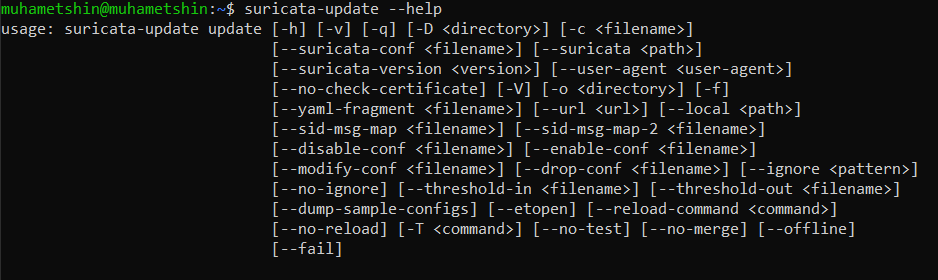 muhametshin@muhametshin:~$ suricata-update --help
usage: suricata-update update [-h] [-v] [-q] [-D <directory>] [-c <filename>]
[--suricata-conf <filename>] [--suricata <path>]
[--suricata-version <version>] [--user-agent <user-agent>]
[--no-check-certificate] [-V] [-o <directory>] [-f]
[--yaml-fragment <filename>] [--url <url>] [--local <path>]
[--sid-msg-map <filename>] [--sid-msg-map-2 <filename>]
[--disable-conf <filename>] [--enable-conf <filename>]
[--modify-conf <filename>] [--drop-conf <filename>] [--ignore <pattern>]
[--no-ignore] [--threshold-in <filename>] [--threshold-out <filename>]
[--dump-sample-configs] [--etopen] [--reload-command <command>]
[--no-reload] [-T <command>] [--no-test] [--no-merge] [--offline]
[--fail]